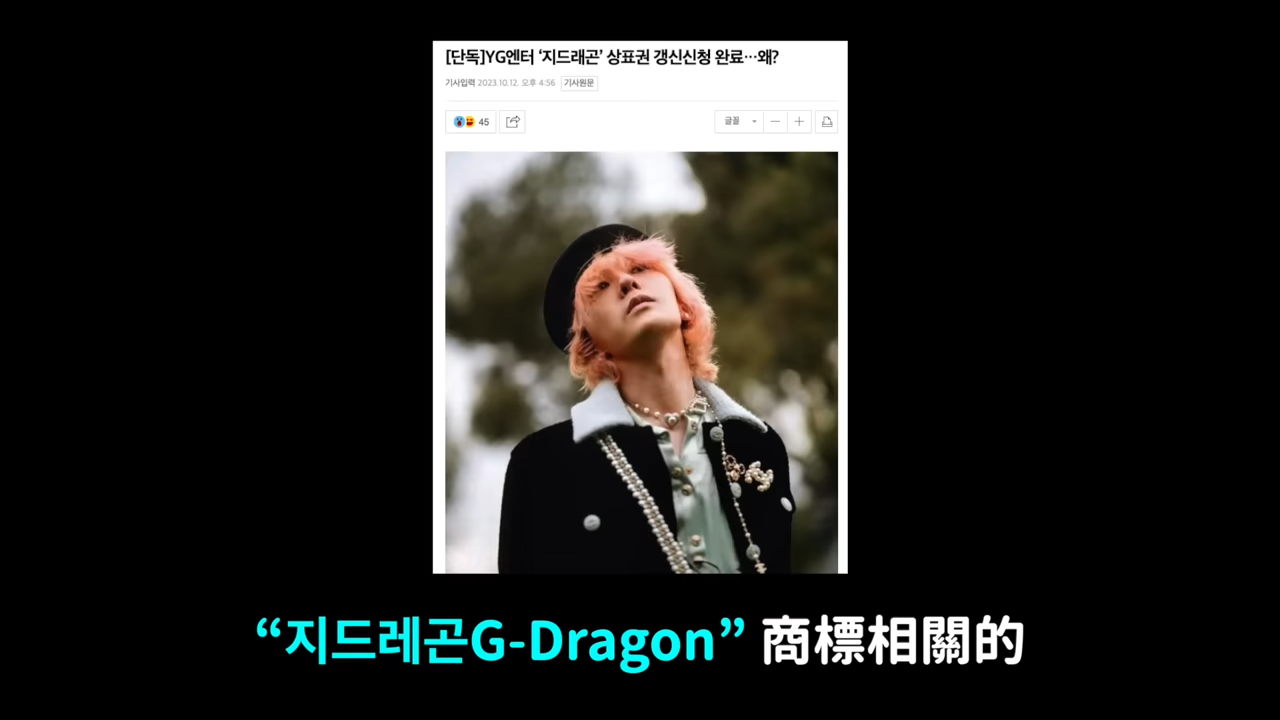 [단독]YG엔터 ‘지드래곤’ 상표권 갱신신청 완료…왜?
기사입력 2023.10.12. 오후 4:56 기사원문
45
글꼴
“지드레곤G-Dragon” 商標相關的